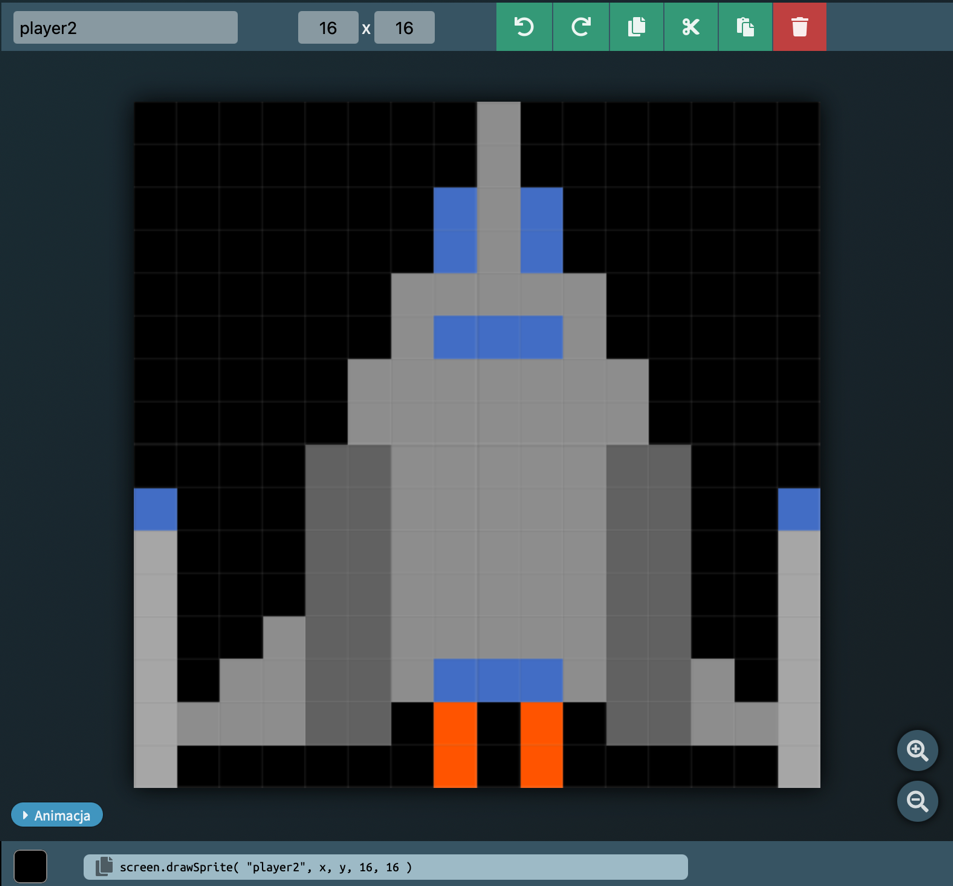 player2 16 x 16
Animacja
screen.drawSprite( "player2", x, y, 16, 16 )